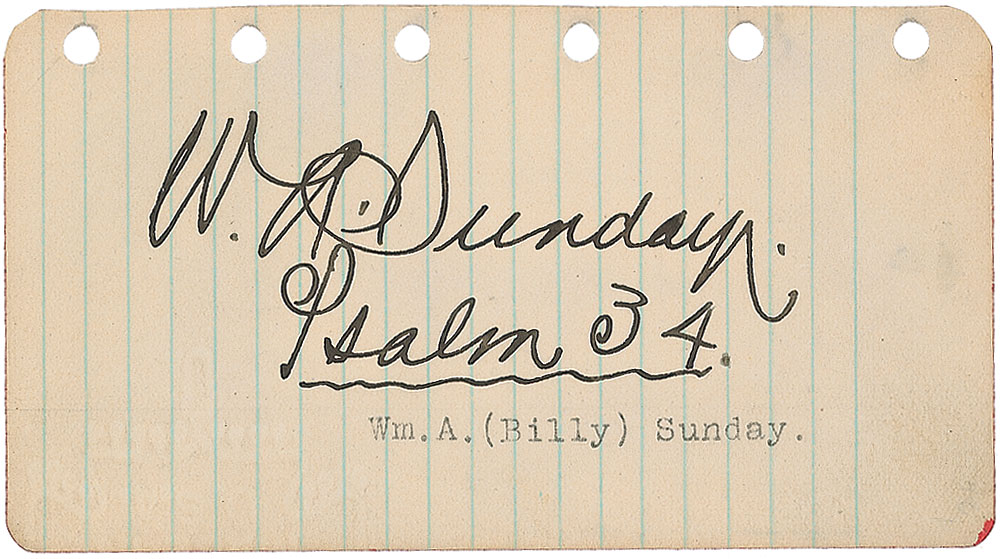 W. A. Sunday.
Psalm 34.
Wm.A.(Billy) Sunday.